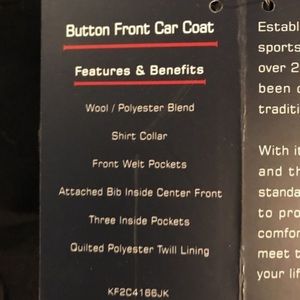 Button Front Car Coat
Features & Benefits
Wool / Polyester Blend
Shirt Collar
Front Welt Pockets
Attached Bib Inside Center Front
Three Inside Pockets
Quilted Polyester Twill Lining
KF2C4166JK
Establ
sports
over 2
been c
traditi
With it
and th
standa
to pro
comfor
meet t
your lif